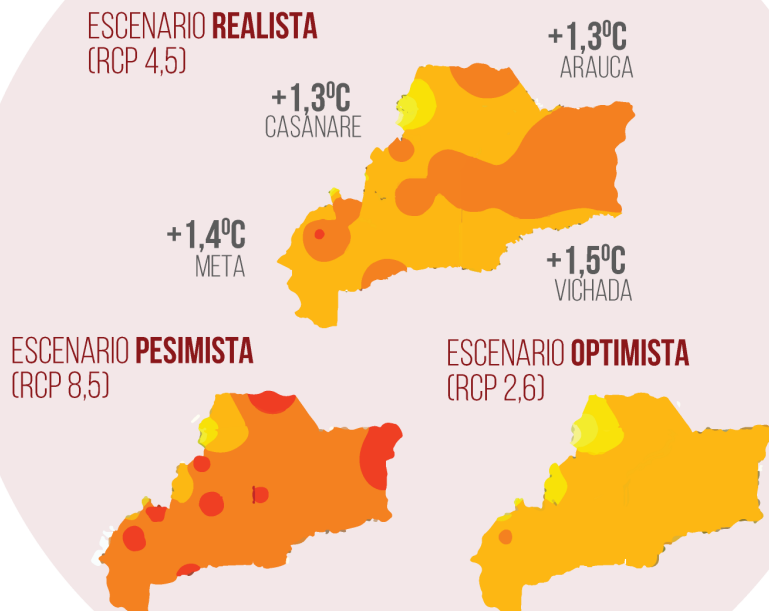 ESCENARIO REALISTA
(RCP 4,5)
+1,3ºC
ARAUCA
+1,3ºC
CASANARE
+1,4ºC
META
+1,5ºC
VICHADA
ESCENARIO PESIMISTA
(RCP 8,5)
ESCENARIO OPTIMISTA
(RCP 2,6)